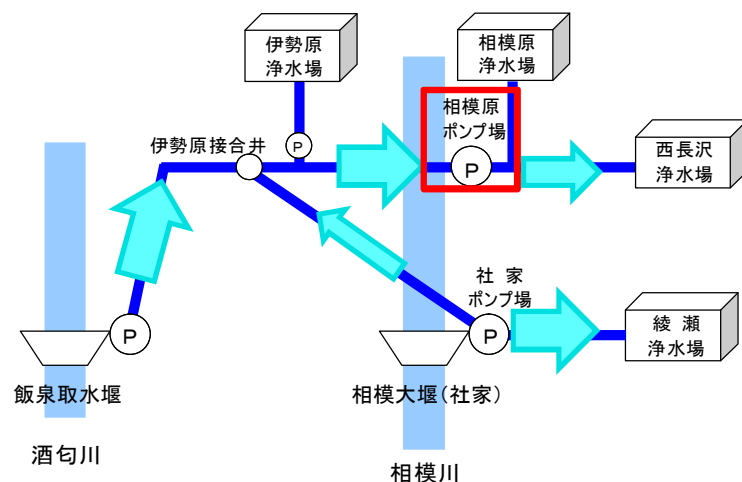 伊勢原
浄水場
相模原
浄水場
相模原
ポンプ場
伊勢原接合井
P
P
西長沢
浄水場
社 家
ポンプ場
P
P
綾 瀬
浄水場
飯泉取水堰
相模大堰(社家)
酒匂川
相模川